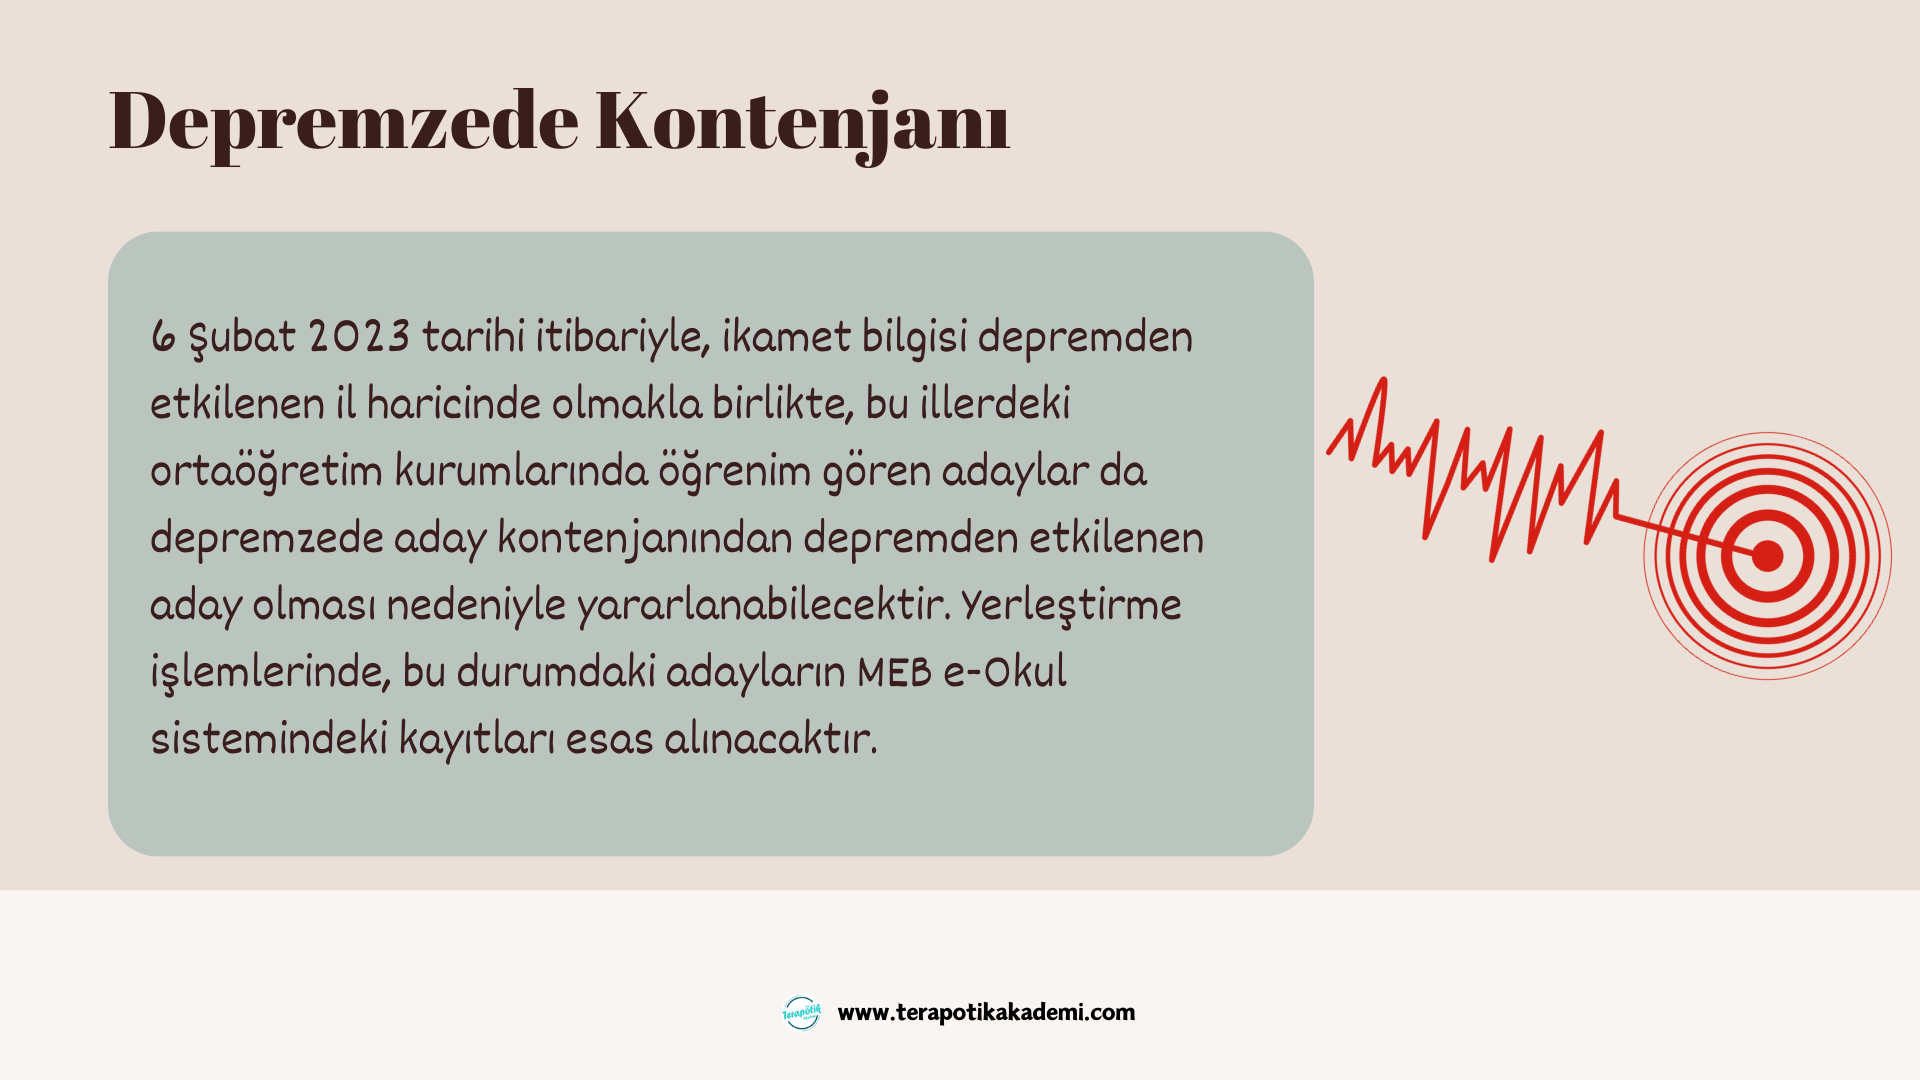 Depremzede Kontenjanı
6 Şubat 2023 tarihi itibariyle, ikamet bilgisi depremden
etkilenen il haricinde olmakla birlikte, bu illerdeki
ortaöğretim kurumlarında öğrenim gören adaylar da
depremzede aday kontenjanından depremden etkilenen
aday olması nedeniyle yararlanabilecektir. Yerleştirme
işlemlerinde, bu durumdaki adayların MEB e-Okul
sistemindeki kayıtları esas alınacaktır.
Terapötik
www.terapotikakademi.com